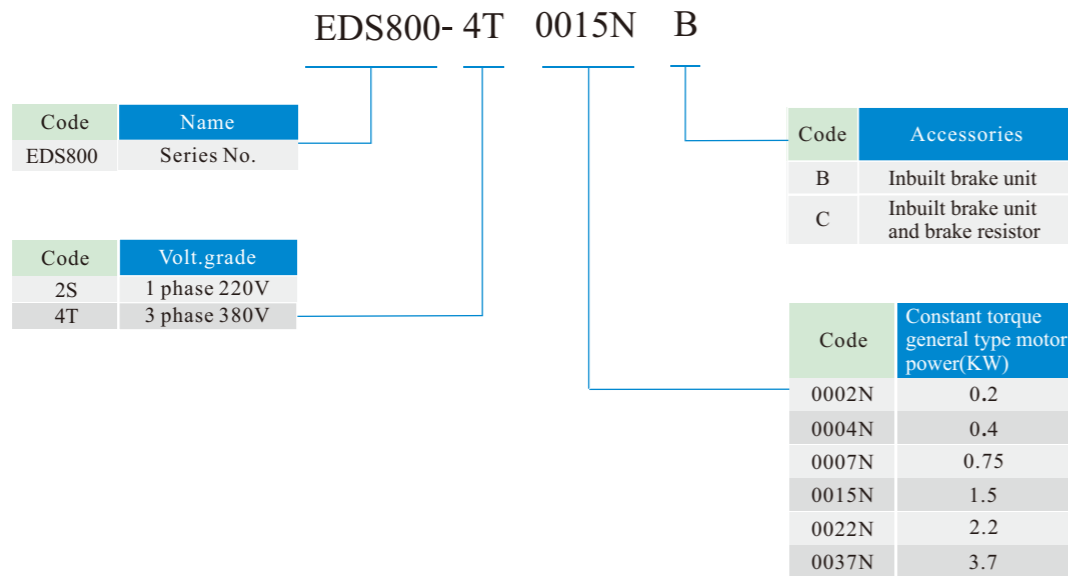 EDS800- 4T 0015N B
Code Name
EDS800 Series No.
Code Volt.grade
2S 1 phase 220V
4T 3 phase 380V
Code Accessories
B Inbuilt brake unit
C Inbuilt brake unit
and brake resistor
Code Constant torque
general type motor
power(KW)
0002N 0.2
0004N 0.4
0007N 0.75
0015N 1.5
0022N 2.2
0037N 3.7